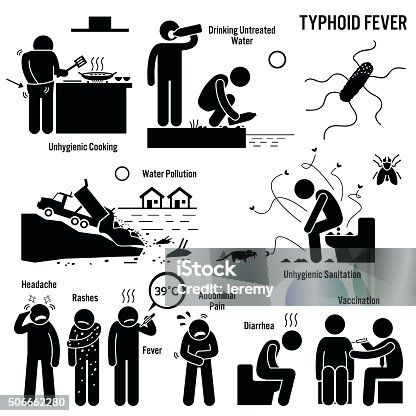 TYPHOID FEVER
Drinking Untreated
Water
Unhygienic Cooking
Water Pollution
iStock
Credit: leremy
Unhygienic Sanitation
Headache
Rashes
39°C
Fever
Abdominal
Pain
Diarrhea
Vaccination
506662280